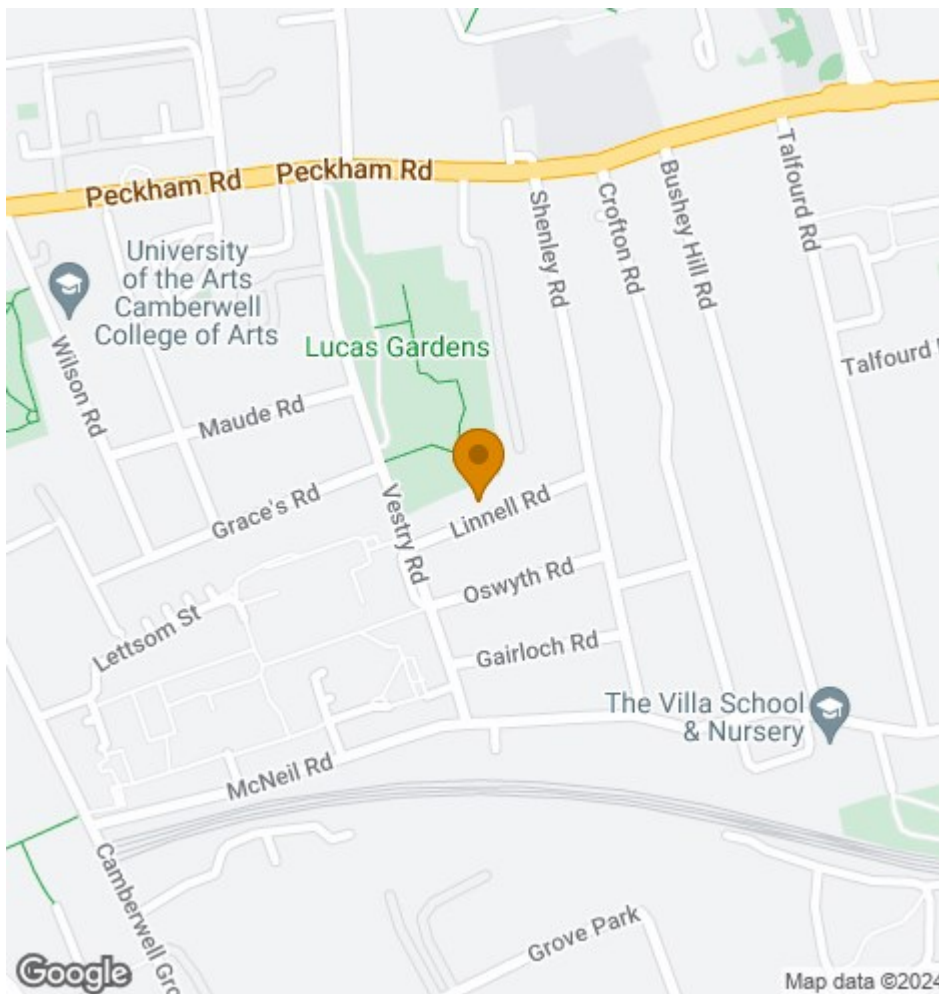 Peckham Rd
Peckham Rd
Shenley Rd
Crofton Rd
Bushey Hill Rd
Talfourd Rd
University
of the Arts
Camberwell
College of Arts
Wilson Rd
Lucas Gardens
Talfourd
Maude Rd
Grace's Rd
Vestry Rd
Linnell Rd
Oswyth Rd
Lettsom St
Gairloch Rd
The Villa School
& Nursery
McNeil Rd
Camberwell Gro
Grove Park
Google
Map data ©2024